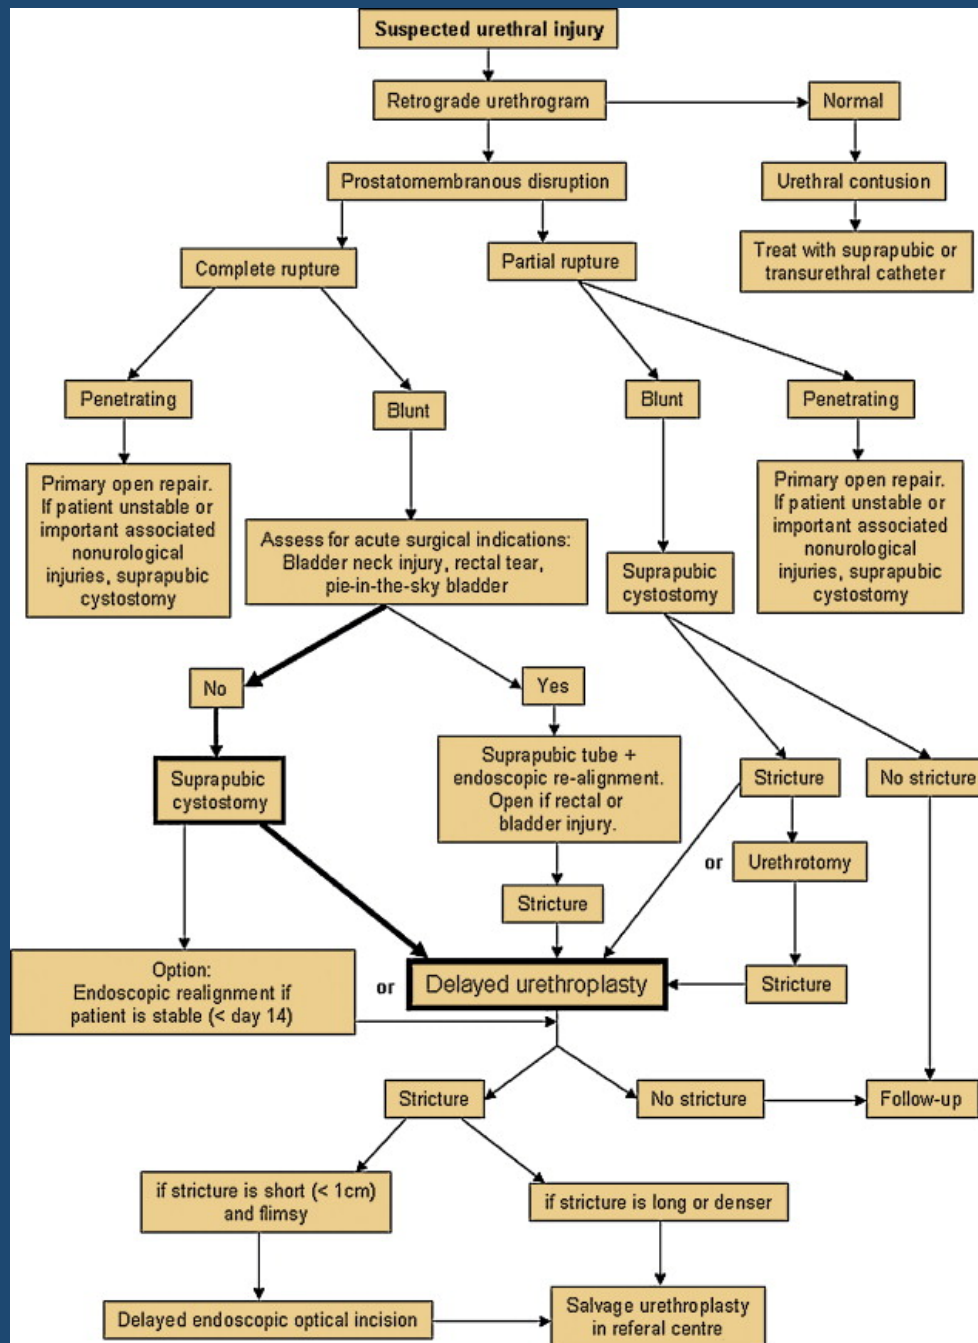 Suspected urethral injury
Retrograde urethrogram
Normal
Prostatomembranous disruption
Urethral contusion
Complete rupture
Partial rupture
Treat with suprapubic or
transurethral catheter
Penetrating
Blunt
Blunt
Penetrating
Primary open repair.
If patient unstable or
important associated
nonurological
injuries, suprapubic
cystostomy
Assess for acute surgical indications:
Bladder neck injury, rectal tear,
pie-in-the-sky bladder
Suprapubic
cystostomy
Primary open repair.
If patient unstable or
important associated
nonurological
injuries, suprapubic
cystostomy
No
Yes
Suprapubic
cystostomy
Suprapubic tube +
endoscopic re-alignment.
Open if rectal or
bladder injury.
Stricture
No stricture
or
Urethrotomy
Stricture
Option:
Endoscopic realignment if
patient is stable (< day 14)
or
Delayed urethroplasty
Stricture
Stricture
No stricture
Follow-up
if stricture is short (< 1cm)
and flimsy
if stricture is long or denser
Delayed endoscopic optical incision
Salvage urethroplasty
in referal centre